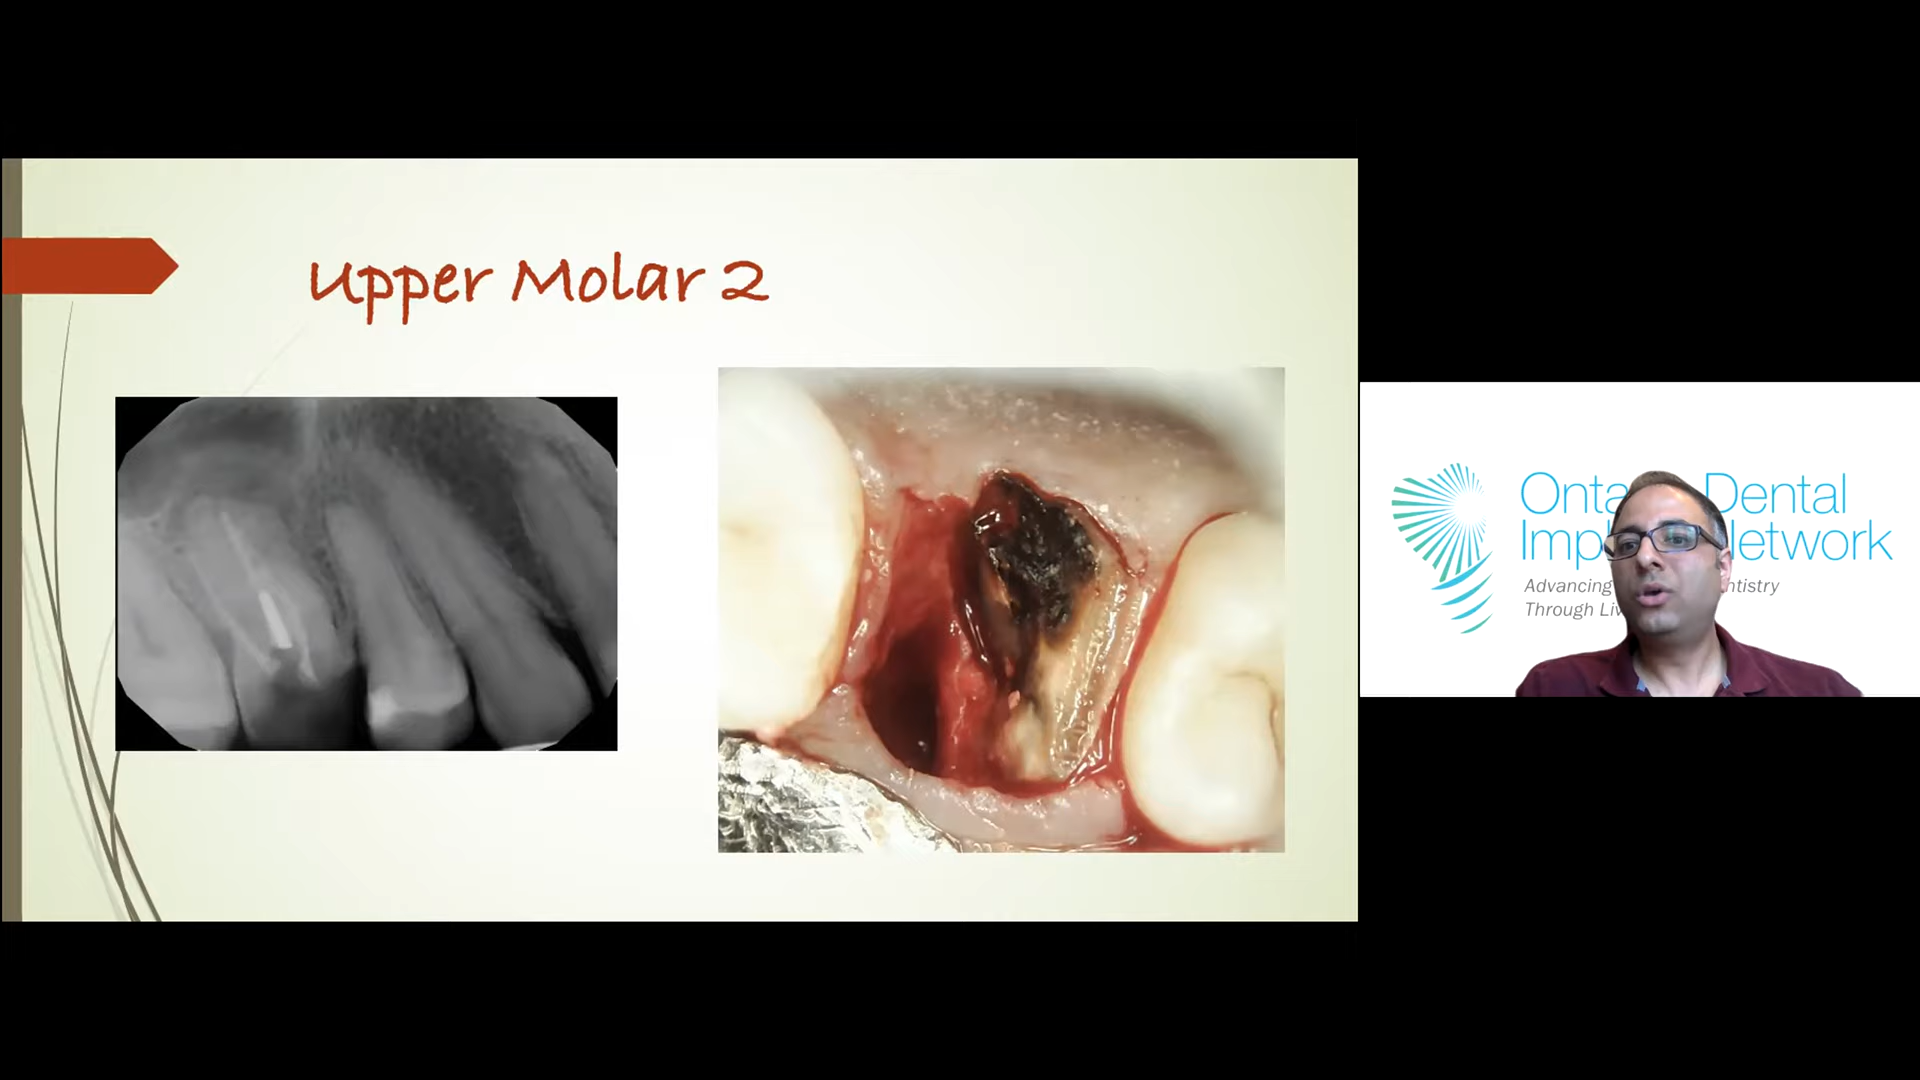 Upper Molar 2
Onta Dental
Imp etwork
Advancing ntistry
Through Liv